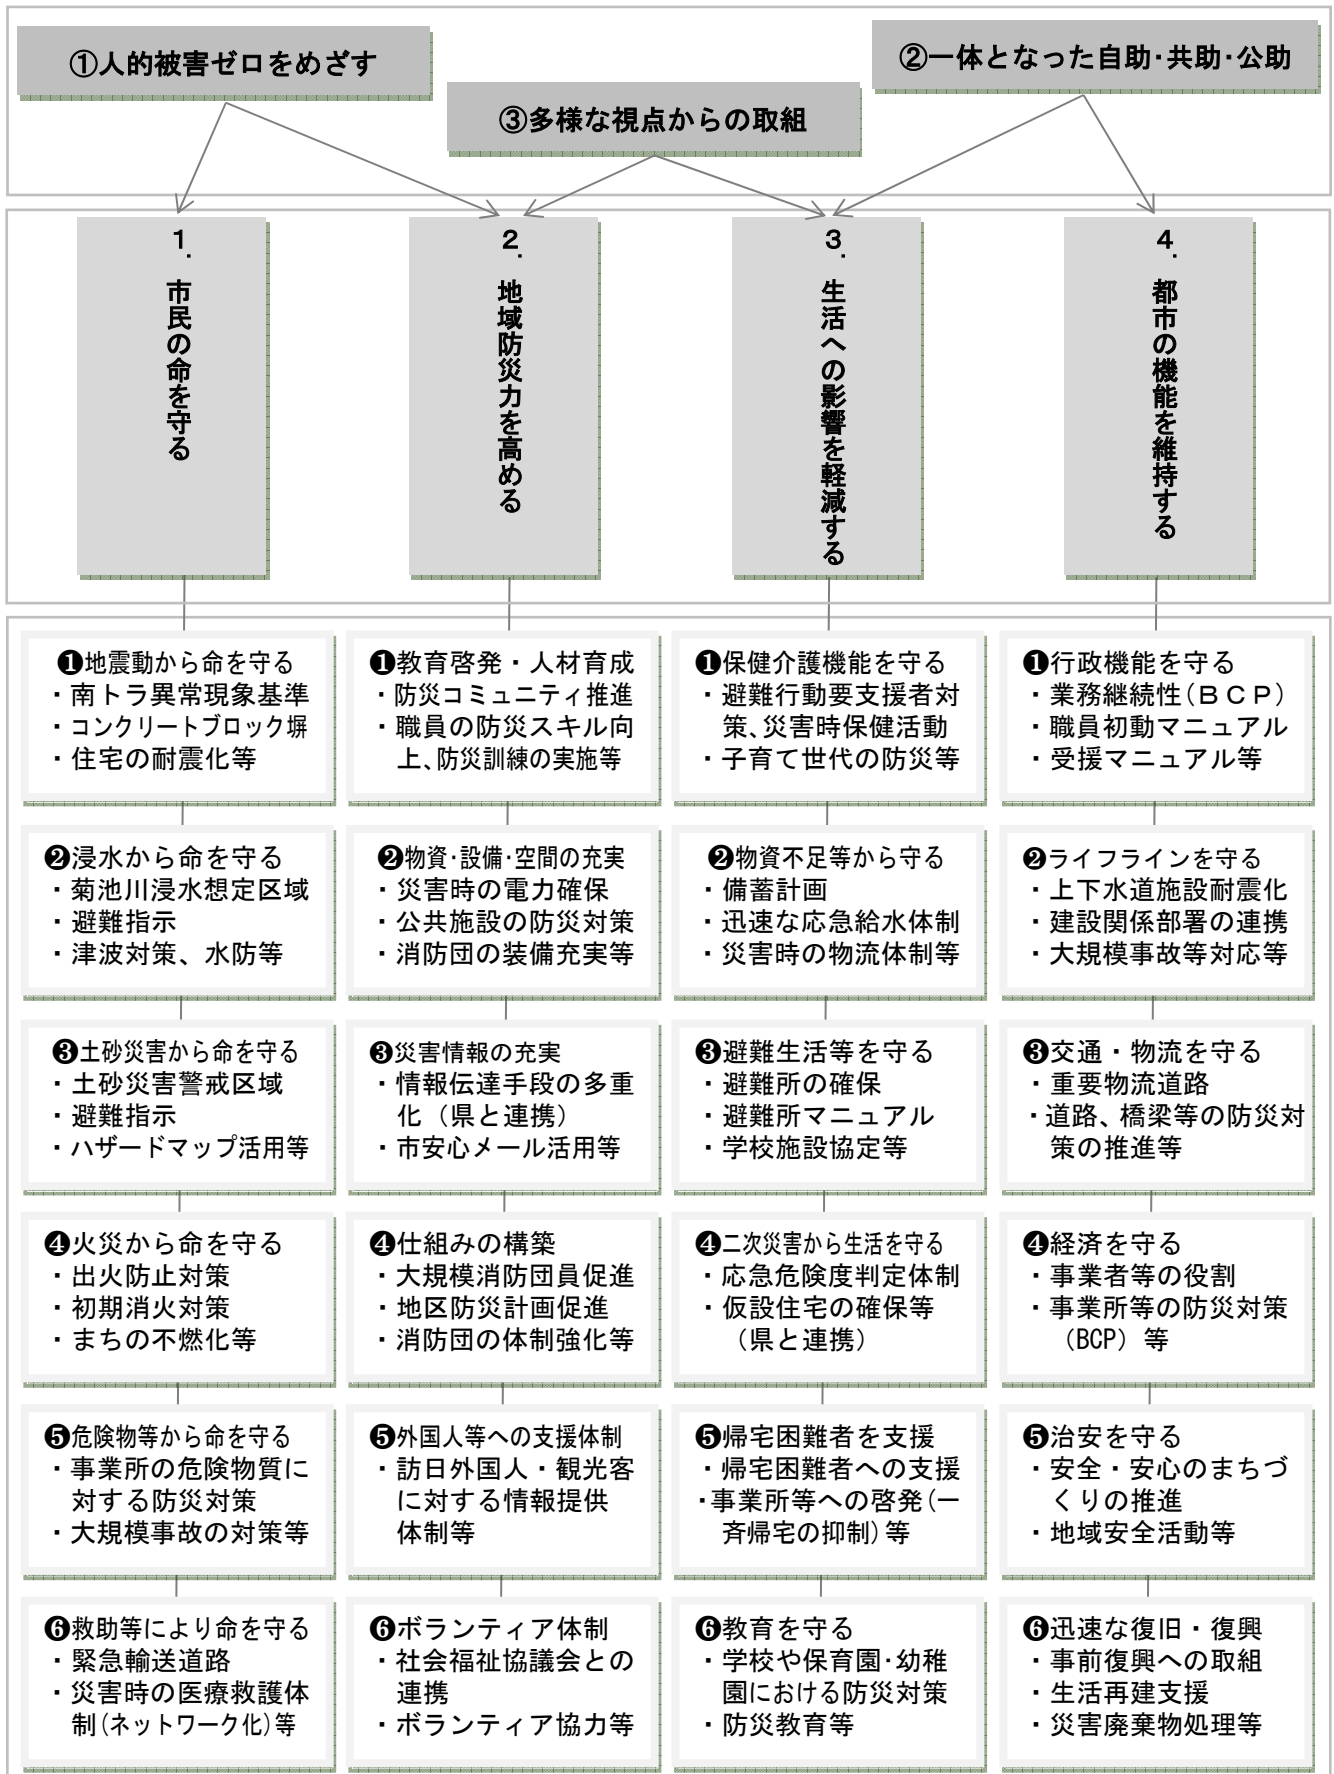 ①人的被害ゼロをめざす
②一体となった自助･共助･公助
③多様な視点からの取組
１．市民の命を守る
２．地域防災力を高める
３．生活への影響を軽減する
４．都市の機能を維持する
❶地震動から命を守る
・南トラ異常現象基準
・コンクリートブロック塀
・住宅の耐震化等
❷浸水から命を守る
・菊池川浸水想定区域
・避難指示
・津波対策、水防等
❸土砂災害から命を守る
・土砂災害警戒区域
・避難指示
・ハザードマップ活用等
❹火災から命を守る
・出火防止対策
・初期消火対策
・まちの不燃化等
❺危険物等から命を守る
・事業所の危険物質に
対する防災対策
・大規模事故の対策等
❻救助等により命を守る
・緊急輸送道路
・災害時の医療救護体
制(ネットワーク化)等
❶教育啓発・人材育成
・防災コミュニティ推進
・職員の防災スキル向
上、防災訓練の実施等
❷物資･設備･空間の充実
・災害時の電力確保
・公共施設の防災対策
・消防団の装備充実等
❸災害情報の充実
・情報伝達手段の多重
化（県と連携）
・市安心メール活用等
❹仕組みの構築
・大規模消防団員促進
・地区防災計画促進
・消防団の体制強化等
❺外国人等への支援体制
・訪日外国人・観光客
に対する情報提供
体制等
❻ボランティア体制
・社会福祉協議会との
連携
・ボランティア協力等
❶保健介護機能を守る
・避難行動要支援者対
策、災害時保健活動
・子育て世代の防災等
❷物資不足等から守る
・備蓄計画
・迅速な応急給水体制
・災害時の物流体制等
❸避難生活等を守る
・避難所の確保
・避難所マニュアル
・学校施設協定等
❹二次災害から生活を守る
・応急危険度判定体制
・仮設住宅の確保等
（県と連携）
❺帰宅困難者を支援
・帰宅困難者への支援
・事業所等への啓発(一
斉帰宅の抑制)等
❻教育を守る
・学校や保育園･幼稚
園における防災対策
・防災教育等
❶行政機能を守る
・業務継続性(ＢＣＰ)
・職員初動マニュアル
・受援マニュアル等
❷ライフラインを守る
・上下水道施設耐震化
・建設関係部署の連携
・大規模事故等対応等
❸交通・物流を守る
・重要物流道路
・道路、橋梁等の防災対
策の推進等
❹経済を守る
・事業者等の役割
・事業所等の防災対策
（BCP）等
❺治安を守る
・安全・安心のまちづ
くりの推進
・地域安全活動等
❻迅速な復旧・復興
・事前復興への取組
・生活再建支援
・災害廃棄物処理等